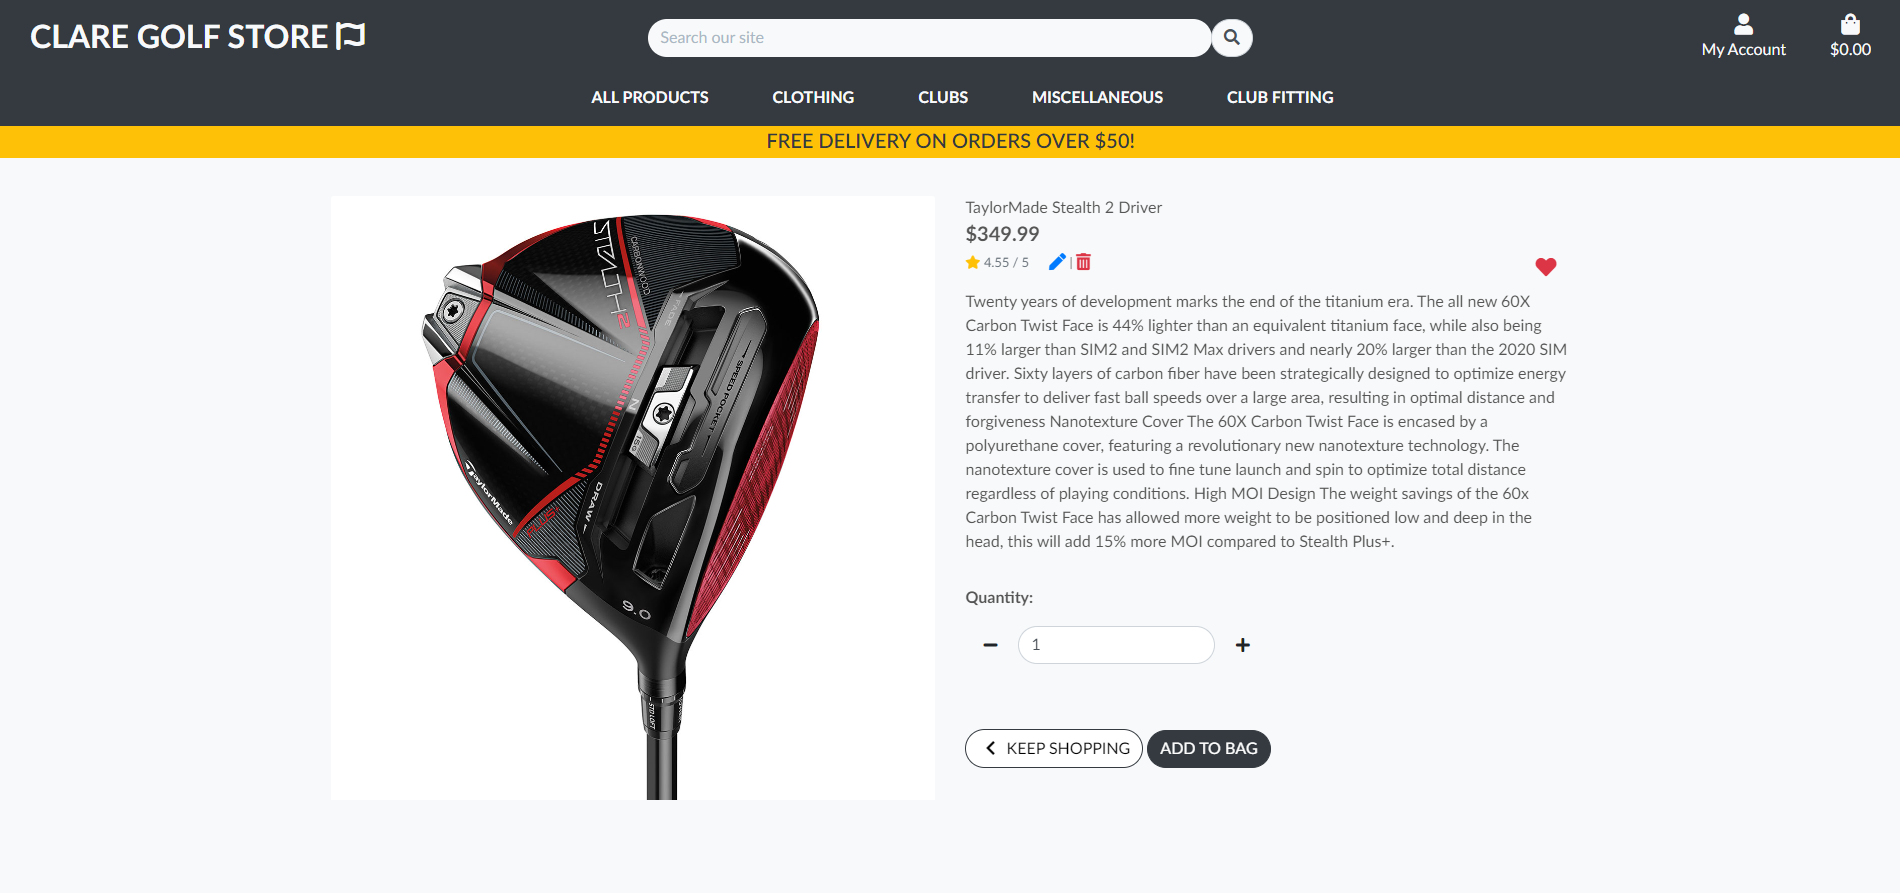 CLARE GOLF STORE
Search our site
My Account
$0.00
ALL PRODUCTS
CLOTHING
CLUBS
MISCELLANEOUS
CLUB FITTING
FREE DELIVERY ON ORDERS OVER $50!
STEALTH 2
CARBONWOOD
FADE
SPEED POCKET
N
15g
TaylorMade
PLUS+
DRAW
9.0
STD LOFT
TaylorMade Stealth 2 Driver
$349.99
4.55 / 5
|
Twenty years of development marks the end of the titanium era. The all new 60X
Carbon Twist Face is 44% lighter than an equivalent titanium face, while also being
11% larger than SIM2 and SIM2 Max drivers and nearly 20% larger than the 2020 SIM
driver. Sixty layers of carbon fiber have been strategically designed to optimize energy
transfer to deliver fast ball speeds over a large area, resulting in optimal distance and
forgiveness Nanotexture Cover The 60X Carbon Twist Face is encased by a
polyurethane cover, featuring a revolutionary new nanotexture technology. The
nanotexture cover is used to fine tune launch and spin to optimize total distance
regardless of playing conditions. High MOI Design The weight savings of the 60x
Carbon Twist Face has allowed more weight to be positioned low and deep in the
head, this will add 15% more MOI compared to Stealth Plus+.
Quantity:
1
KEEP SHOPPING
ADD TO BAG